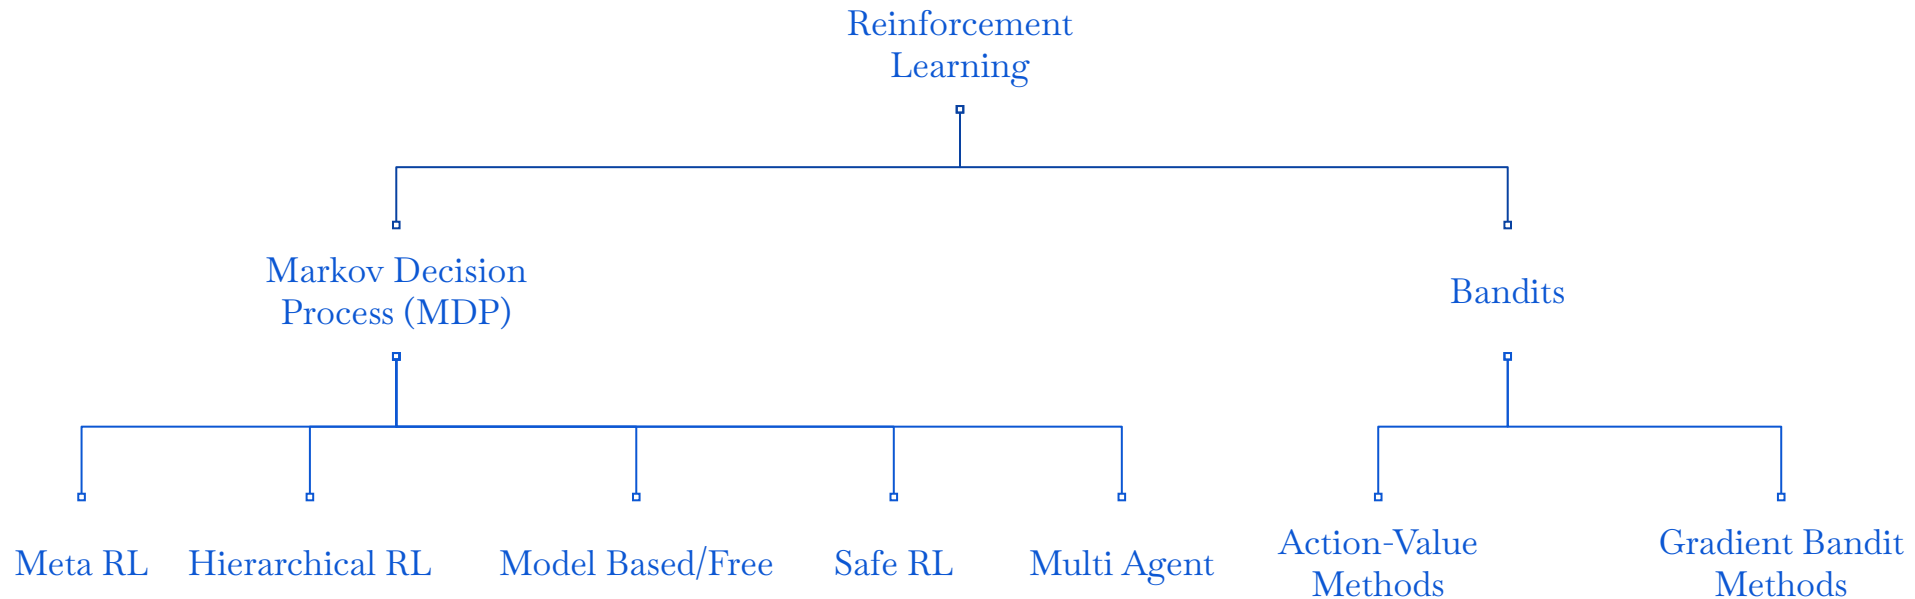 Reinforcement
Learning
Markov Decision
Process (MDP)
Bandits
Meta RL
Hierarchical RL
Model Based/Free
Safe RL
Multi Agent
Action-Value
Methods
Gradient Bandit
Methods